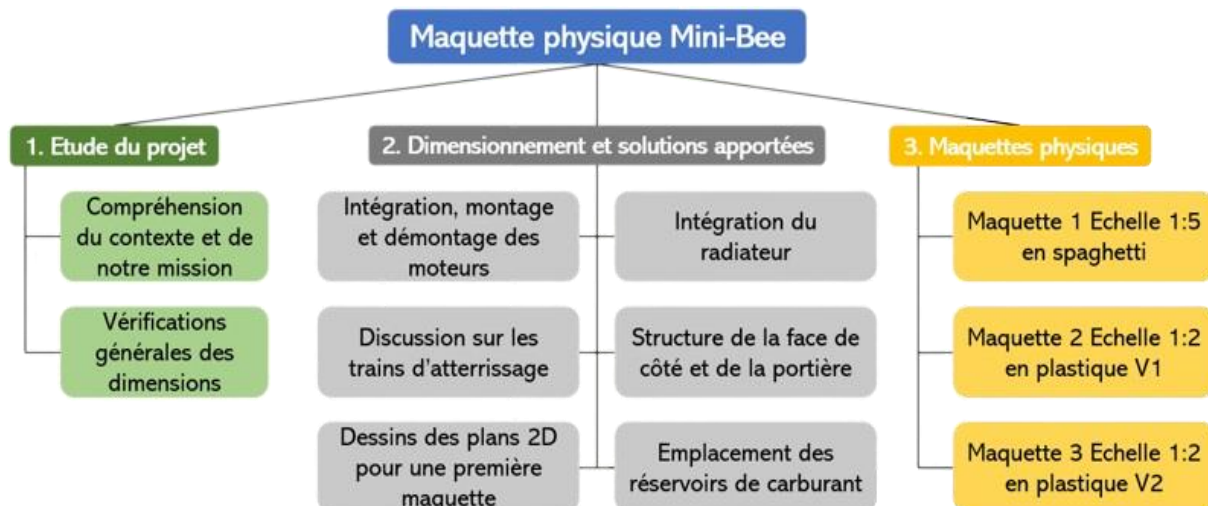 Maquette physique Mini-Bee
1. Etude du projet
Compréhension
du contexte et de
notre mission
Vérifications
générales des
dimensions
2. Dimensionnement et solutions apportées
Intégration, montage
et démontage des
moteurs
Intégration du
radiateur
Discussion sur les
trains d'atterrissage
Structure de la face de
côté et de la portière
Dessins des plans 2D
pour une première
maquette
Emplacement des
réservoirs de carburant
3. Maquettes physiques
Maquette 1 Echelle 1:5
en spaghetti
Maquette 2 Echelle 1:2
en plastique V1
Maquette 3 Echelle 1:2
en plastique V2